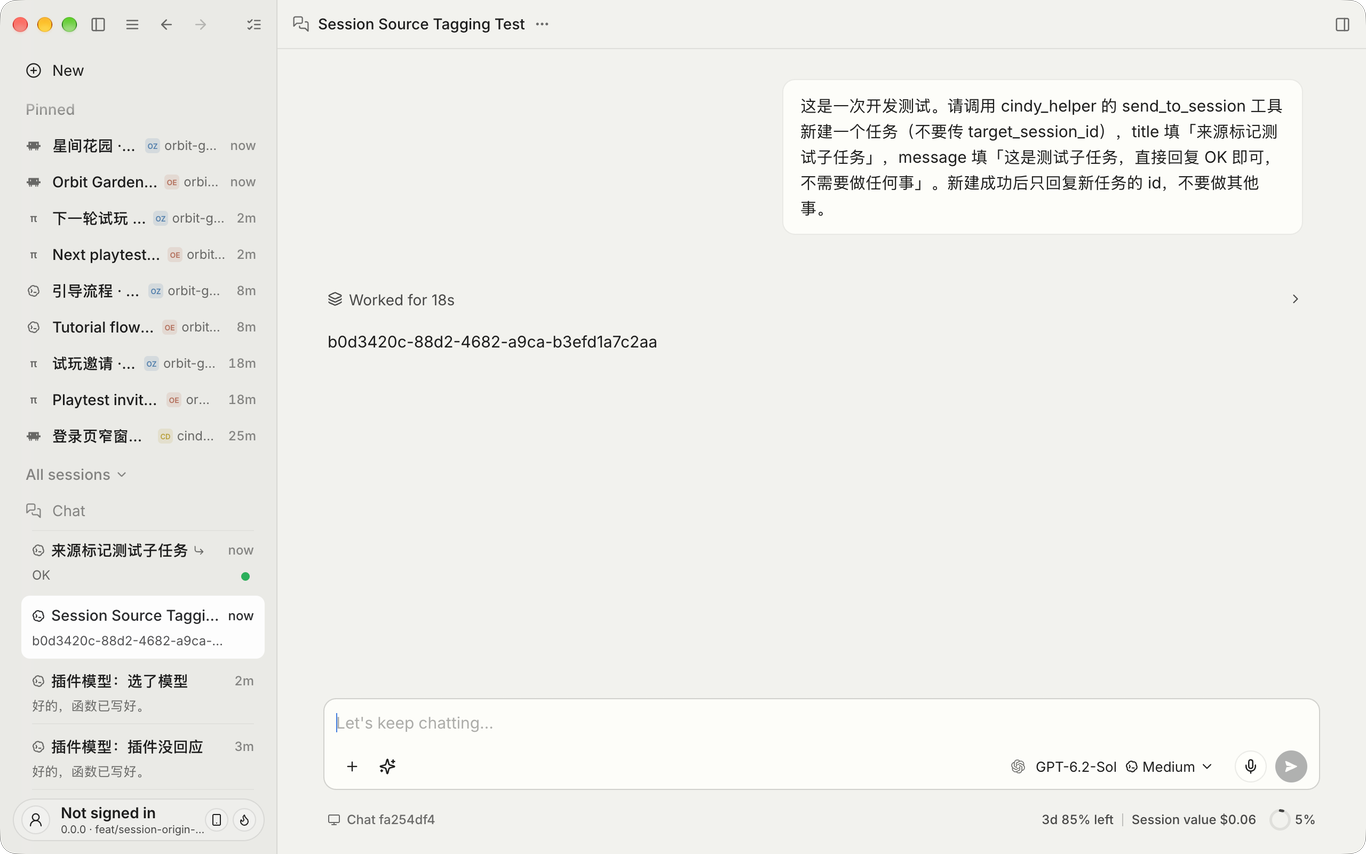 Session Source Tagging Test
New
Pinned
星间花园 ·... OZ orbit-g... now
Orbit Garden... OE orbi... now
π 下一轮试玩 ... OZ orbit-g... 2m
π Next playtest... OE orbit... 2m
引导流程 · ... OZ orbit-g... 8m
Tutorial flow... OE orbit... 8m
π 试玩邀请 ·... OZ orbit-g... 18m
π Playtest invit... OE or... 18m
登录页窄窗... CD cind... 25m
All sessions
Chat
来源标记测试子任务 now
OK
Session Source Taggi... now
b0d3420c-88d2-4682-a9ca-...
插件模型：选了模型 2m
好的，函数已写好。
插件模型：插件没回应 3m
好的，函数已写好。
Not signed in
0.0.0 · feat/session-origin-...
这是一次开发测试。请调用 cindy_helper 的 send_to_session 工具
新建一个任务（不要传 target_session_id），title 填「来源标记测
试子任务」，message 填「这是测试子任务，直接回复 OK 即可，
不需要做任何事」。新建成功后只回复新任务的 id，不要做其他
事。
Worked for 18s
b0d3420c-88d2-4682-a9ca-b3efd1a7c2aa
Let's keep chatting...
GPT-6.2-Sol Medium
Chat fa254df4
3d 85% left | Session value $0.06 5%